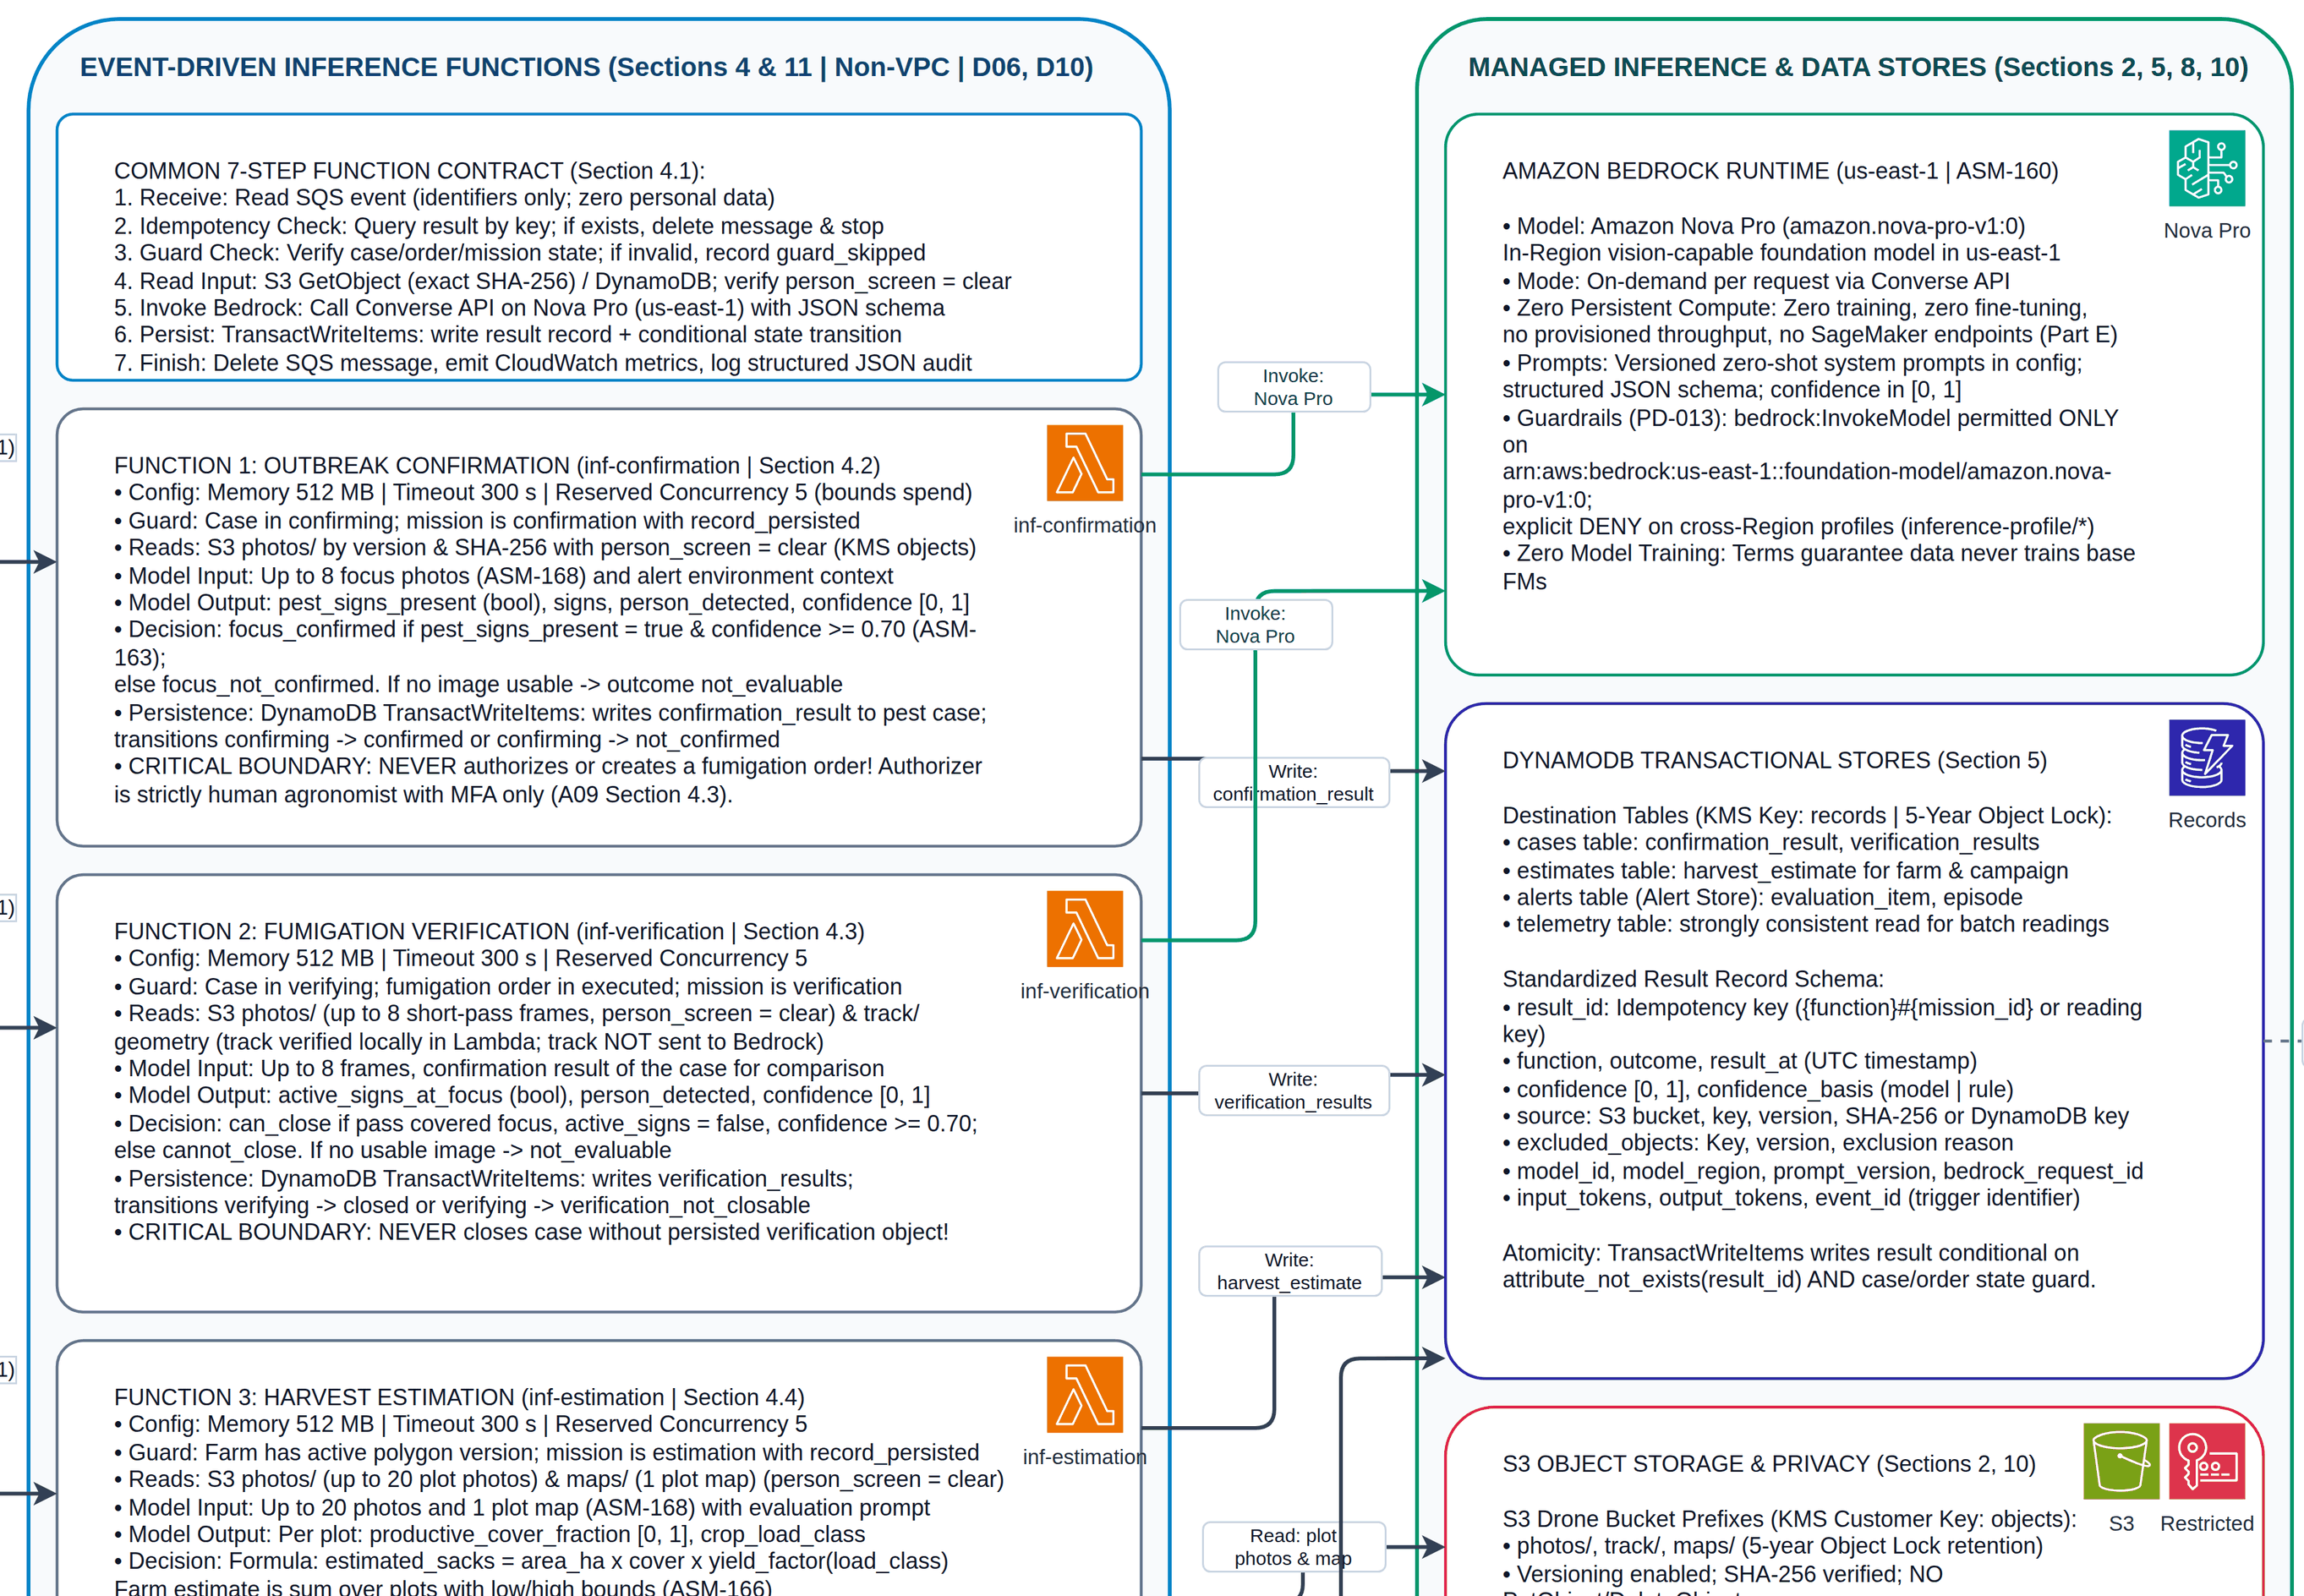 EVENT-DRIVEN INFERENCE FUNCTIONS (Sections 4 & 11 | Non-VPC | D06, D10)
COMMON 7-STEP FUNCTION CONTRACT (Section 4.1):
1. Receive: Read SQS event (identifiers only; zero personal data)
2. Idempotency Check: Query result by key; if exists, delete message & stop
3. Guard Check: Verify case/order/mission state; if invalid, record guard_skipped
4. Read Input: S3 GetObject (exact SHA-256) / DynamoDB; verify person_screen = clear
5. Invoke Bedrock: Call Converse API on Nova Pro (us-east-1) with JSON schema
6. Persist: TransactWriteItems: write result record + conditional state transition
7. Finish: Delete SQS message, emit CloudWatch metrics, log structured JSON audit
1)
FUNCTION 1: OUTBREAK CONFIRMATION (inf-confirmation | Section 4.2)
• Config: Memory 512 MB | Timeout 300 s | Reserved Concurrency 5 (bounds spend)
• Guard: Case in confirming; mission is confirmation with record_persisted
• Reads: S3 photos/ by version & SHA-256 with person_screen = clear (KMS objects)
• Model Input: Up to 8 focus photos (ASM-168) and alert environment context
• Model Output: pest_signs_present (bool), signs, person_detected, confidence [0, 1]
• Decision: focus_confirmed if pest_signs_present = true & confidence >= 0.70 (ASM-
163);
else focus_not_confirmed. If no image usable -> outcome not_evaluable
• Persistence: DynamoDB TransactWriteItems: writes confirmation_result to pest case;
transitions confirming -> confirmed or confirming -> not_confirmed
• CRITICAL BOUNDARY: NEVER authorizes or creates a fumigation order! Authorizer
is strictly human agronomist with MFA only (A09 Section 4.3).
inf-confirmation
1)
FUNCTION 2: FUMIGATION VERIFICATION (inf-verification | Section 4.3)
• Config: Memory 512 MB | Timeout 300 s | Reserved Concurrency 5
• Guard: Case in verifying; fumigation order in executed; mission is verification
• Reads: S3 photos/ (up to 8 short-pass frames, person_screen = clear) & track/
geometry (track verified locally in Lambda; track NOT sent to Bedrock)
• Model Input: Up to 8 frames, confirmation result of the case for comparison
• Model Output: active_signs_at_focus (bool), person_detected, confidence [0, 1]
• Decision: can_close if pass covered focus, active_signs = false, confidence >= 0.70;
else cannot_close. If no usable image -> not_evaluable
• Persistence: DynamoDB TransactWriteItems: writes verification_results;
transitions verifying -> closed or verifying -> verification_not_closable
• CRITICAL BOUNDARY: NEVER closes case without persisted verification object!
inf-verification
1)
FUNCTION 3: HARVEST ESTIMATION (inf-estimation | Section 4.4)
• Config: Memory 512 MB | Timeout 300 s | Reserved Concurrency 5
• Guard: Farm has active polygon version; mission is estimation with record_persisted
• Reads: S3 photos/ (up to 20 plot photos) & maps/ (1 plot map) (person_screen = clear)
• Model Input: Up to 20 photos and 1 plot map (ASM-168) with evaluation prompt
• Model Output: Per plot: productive_cover_fraction [0, 1], crop_load_class
• Decision: Formula: estimated_sacks = area_ha x cover x yield_factor(load_class)
Farm estimate is sum over plots with low/high bounds (ASM-166)
inf-estimation
Invoke:
Nova Pro
Invoke:
Nova Pro
Write:
confirmation_result
Write:
verification_results
Write:
harvest_estimate
Read: plot
photos & map
MANAGED INFERENCE & DATA STORES (Sections 2, 5, 8, 10)
AMAZON BEDROCK RUNTIME (us-east-1 | ASM-160)
• Model: Amazon Nova Pro (amazon.nova-pro-v1:0)
In-Region vision-capable foundation model in us-east-1
• Mode: On-demand per request via Converse API
• Zero Persistent Compute: Zero training, zero fine-tuning,
no provisioned throughput, no SageMaker endpoints (Part E)
• Prompts: Versioned zero-shot system prompts in config;
structured JSON schema; confidence in [0, 1]
• Guardrails (PD-013): bedrock:InvokeModel permitted ONLY
on
arn:aws:bedrock:us-east-1::foundation-model/amazon.nova-
pro-v1:0;
explicit DENY on cross-Region profiles (inference-profile/*)
• Zero Model Training: Terms guarantee data never trains base
FMs
Nova Pro
DYNAMODB TRANSACTIONAL STORES (Section 5)
Destination Tables (KMS Key: records | 5-Year Object Lock):
• cases table: confirmation_result, verification_results
• estimates table: harvest_estimate for farm & campaign
• alerts table (Alert Store): evaluation_item, episode
• telemetry table: strongly consistent read for batch readings
Standardized Result Record Schema:
• result_id: Idempotency key ({function}#{mission_id} or reading
key)
• function, outcome, result_at (UTC timestamp)
• confidence [0, 1], confidence_basis (model | rule)
• source: S3 bucket, key, version, SHA-256 or DynamoDB key
• excluded_objects: Key, version, exclusion reason
• model_id, model_region, prompt_version, bedrock_request_id
• input_tokens, output_tokens, event_id (trigger identifier)
Atomicity: TransactWriteItems writes result conditional on
attribute_not_exists(result_id) AND case/order state guard.
Records
S3 OBJECT STORAGE & PRIVACY (Sections 2, 10)
S3 Drone Bucket Prefixes (KMS Customer Key: objects):
• photos/, track/, maps/ (5-year Object Lock retention)
• Versioning enabled; SHA-256 verified; NO
S3
Restricted